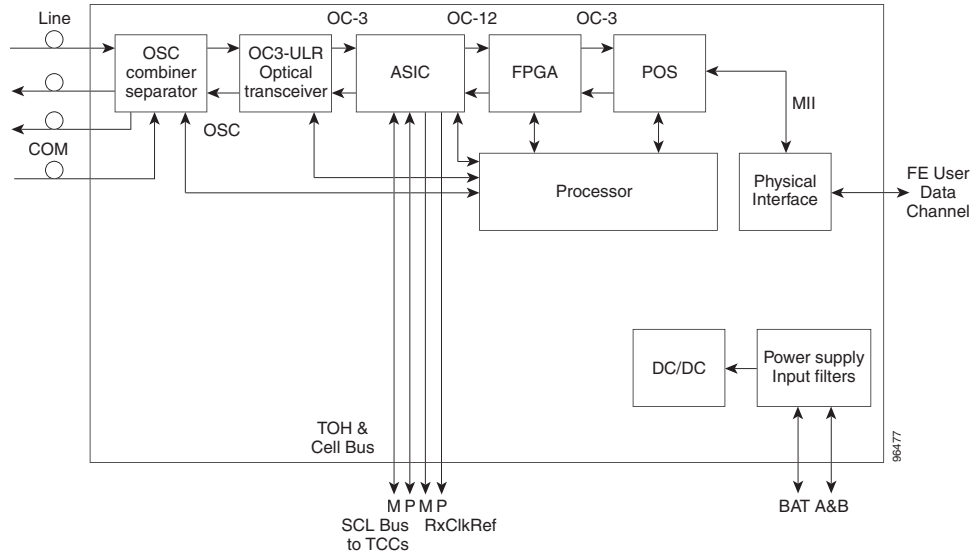 Line
OC-3
OC-12
OC-3
OSC
combiner
separator
OC3-ULR
Optical
transceiver
ASIC
FPGA
POS
MII
OSC
COM
Processor
Physical
Interface
FE User
Data
Channel
DC/DC
Power supply
Input filters
TOH &
Cell Bus
96477
M P M P
SCL Bus
to TCCs
RxClkRef
BAT A&B